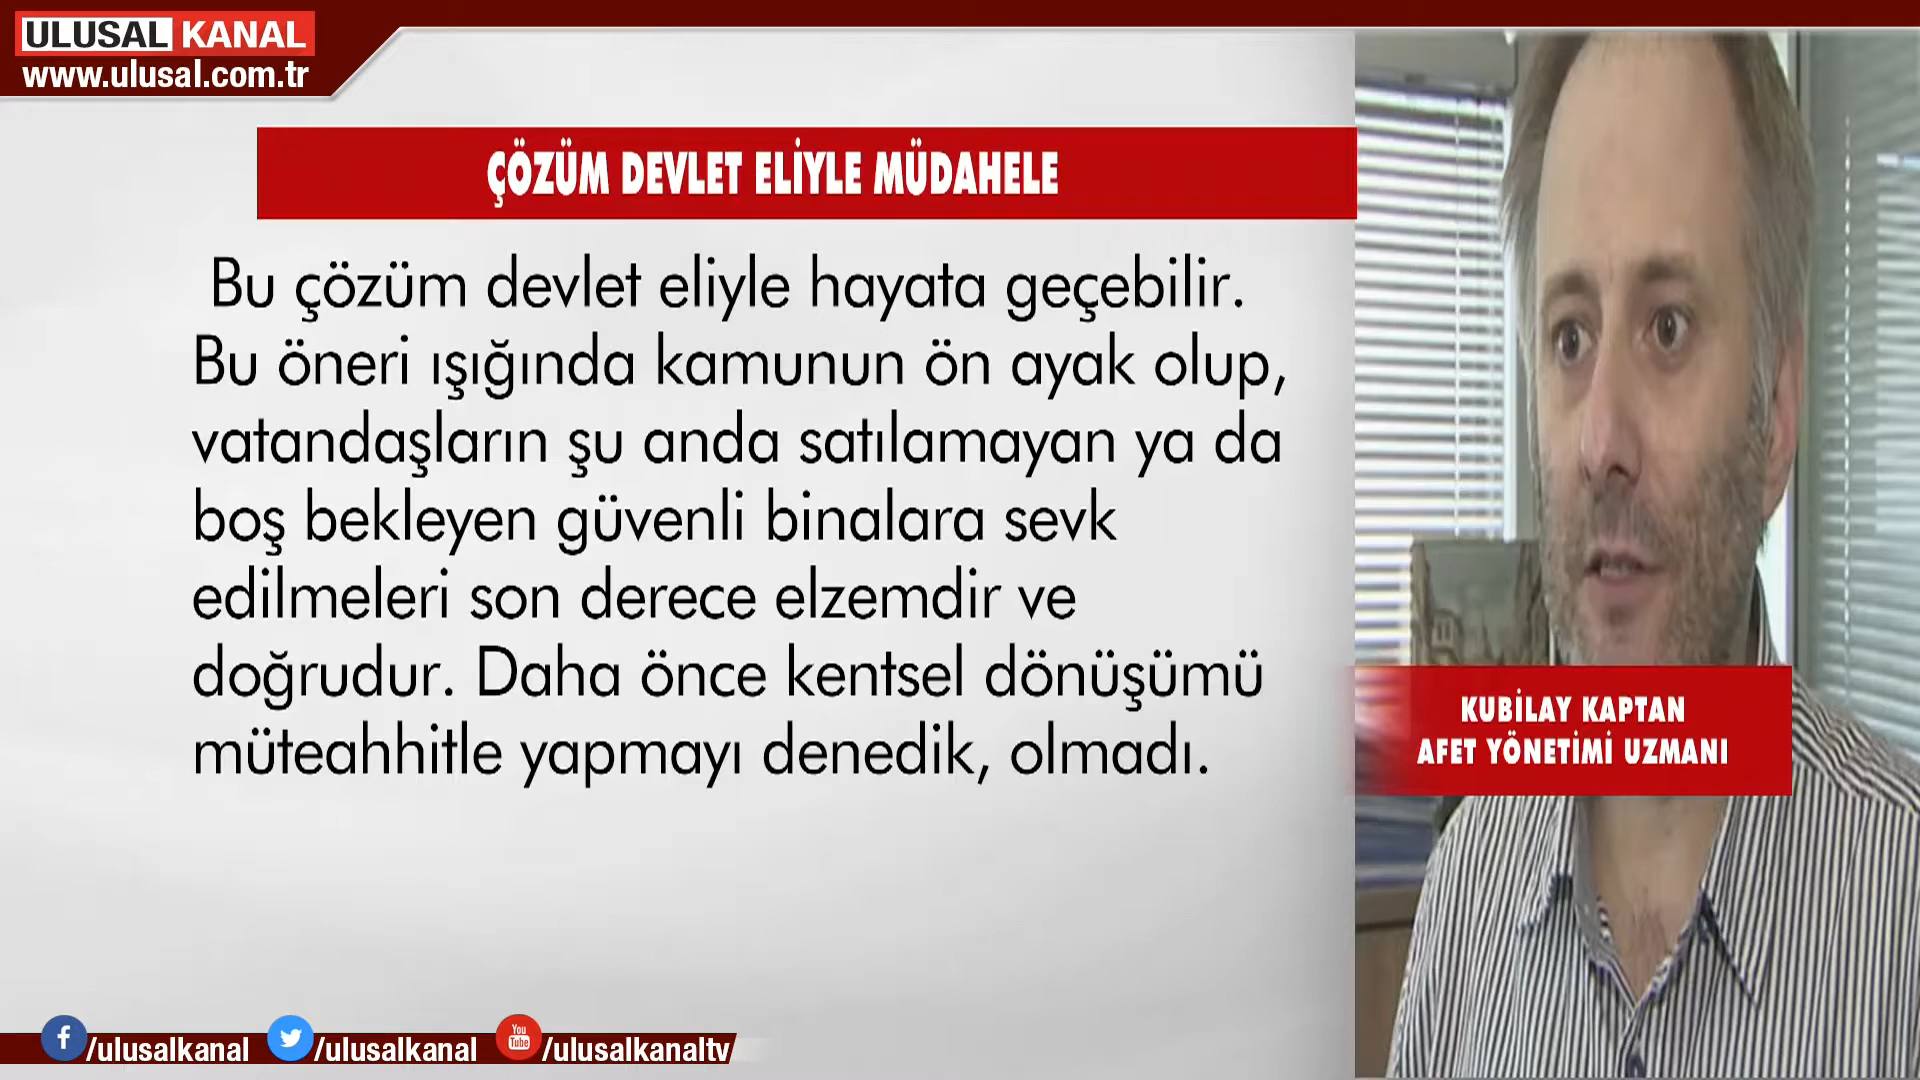 ULUSAL KANAL
www.ulusal.com.tr
ÇÖZÜM DEVLET ELİYLE MÜDAHELE
Bu çözüm devlet eliyle hayata geçebilir.
Bu öneri ışığında kamunun ön ayak olup,
vatandaşların şu anda satılamayan ya da
boş bekleyen güvenli binalara sevk
edilmeleri son derece elzemdir ve
doğrudur. Daha önce kentsel dönüşümü
müteahhitle yapmayı denedik, olmadı.
KUBİLAY KAPTAN
AFET YÖNETİMİ UZMANI
/ulusalkanal
/ulusalkanal
You
Tube
/ulusalkanaltv